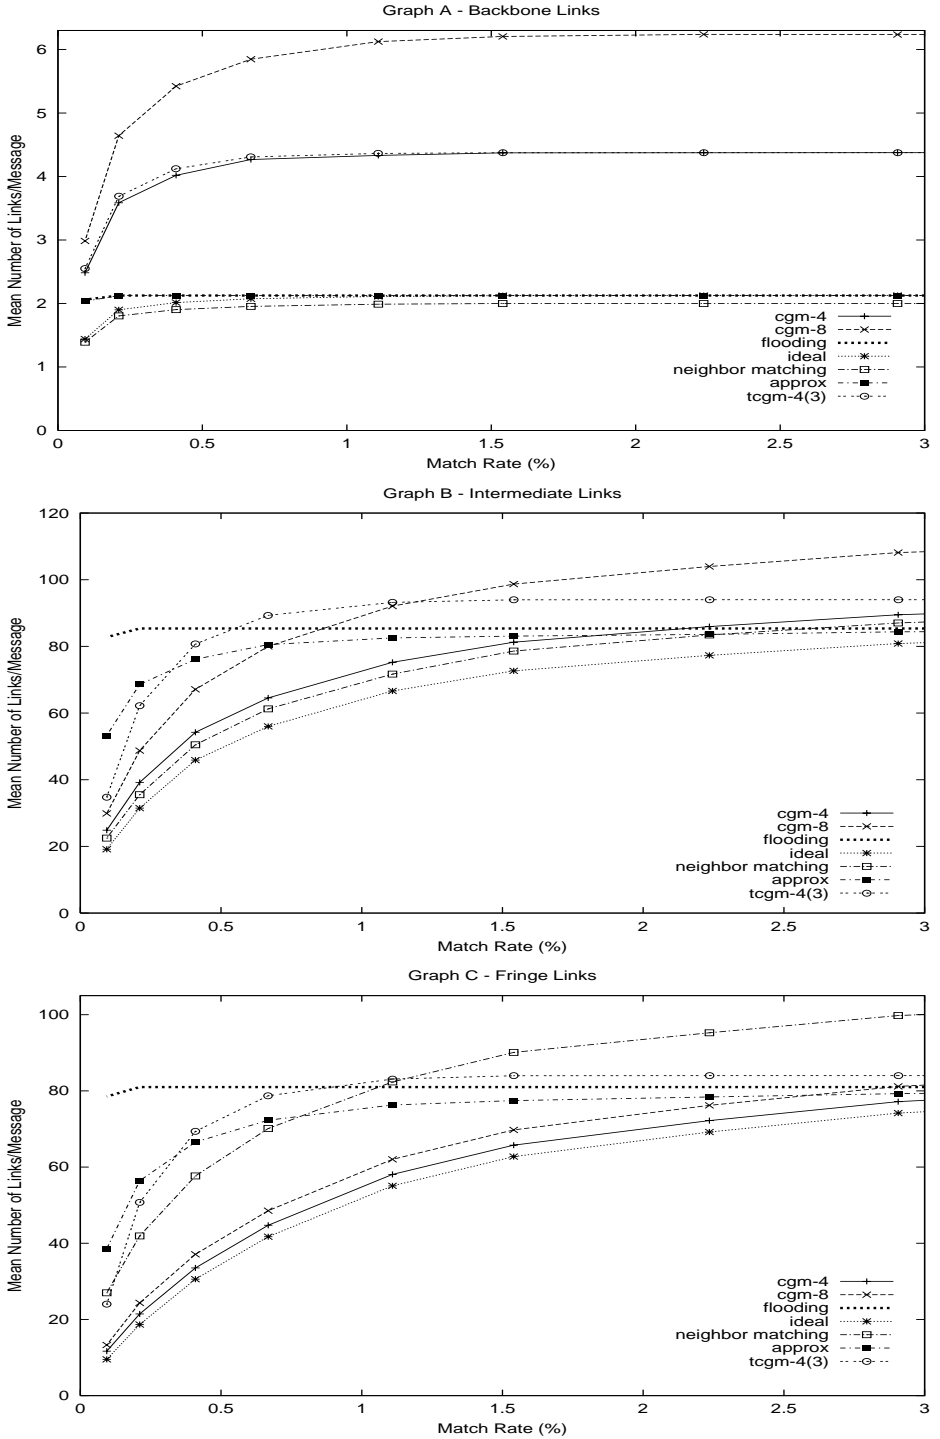 Graph A - Backbone Links
Mean Number of Links/Message
6
5
4
3
2
1
0
cgm-4
cgm-8
flooding
ideal
neighbor matching
approx
tcgm-4(3)
0 0.5 1 1.5 2 2.5 3
Match Rate (%)
Graph B - Intermediate Links
Mean Number of Links/Message
120
100
80
60
40
20
0
cgm-4
cgm-8
flooding
ideal
neighbor matching
approx
tcgm-4(3)
0 0.5 1 1.5 2 2.5 3
Match Rate (%)
Graph C - Fringe Links
Mean Number of Links/Message
100
80
60
40
20
0
cgm-4
cgm-8
flooding
ideal
neighbor matching
approx
tcgm-4(3)
0 0.5 1 1.5 2 2.5 3
Match Rate (%)